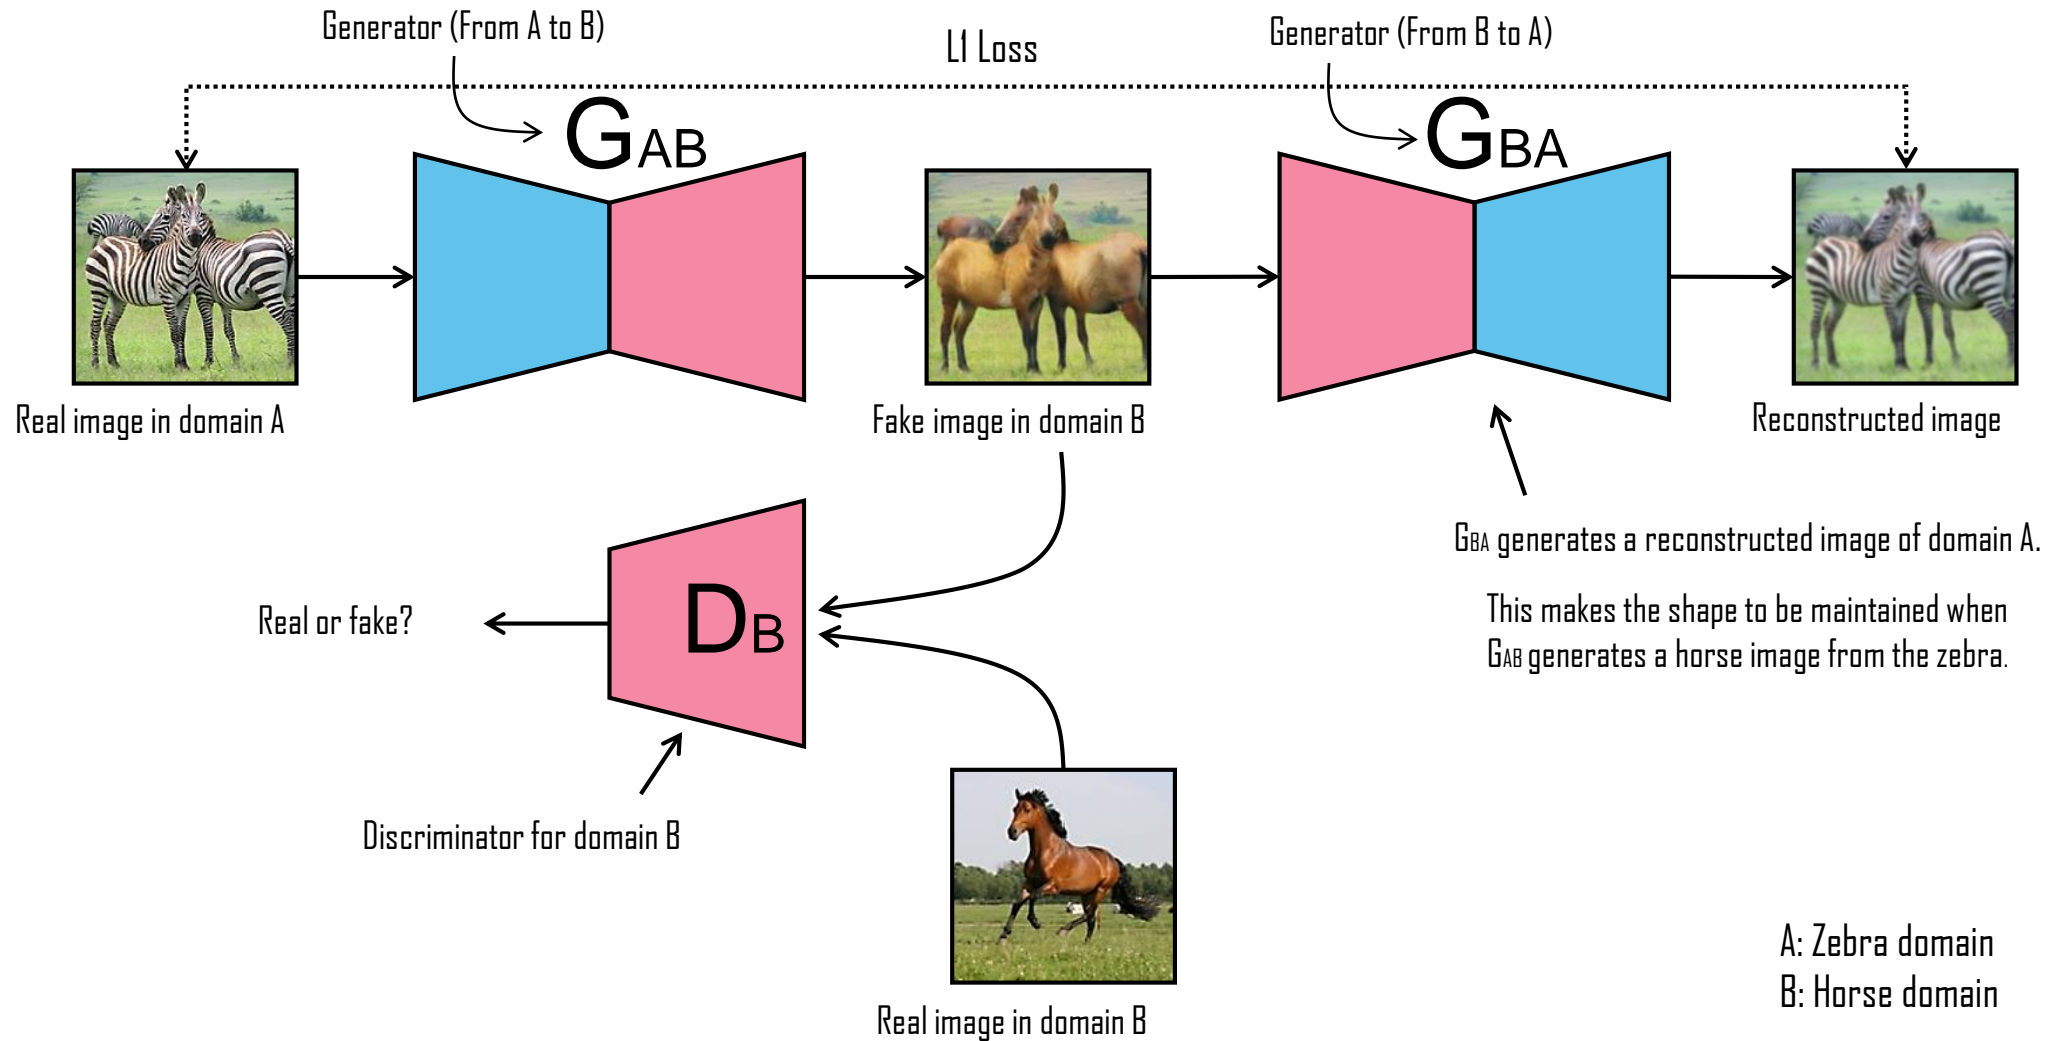 Generator (From A to B)
L1 Loss
Generator (From B to A)
GAB
GBA
Real image in domain A
Fake image in domain B
Reconstructed image
GBA generates a reconstructed image of domain A.
This makes the shape to be maintained when
GAB generates a horse image from the zebra.
Real or fake?
DB
Discriminator for domain B
Real image in domain B
A: Zebra domain
B: Horse domain